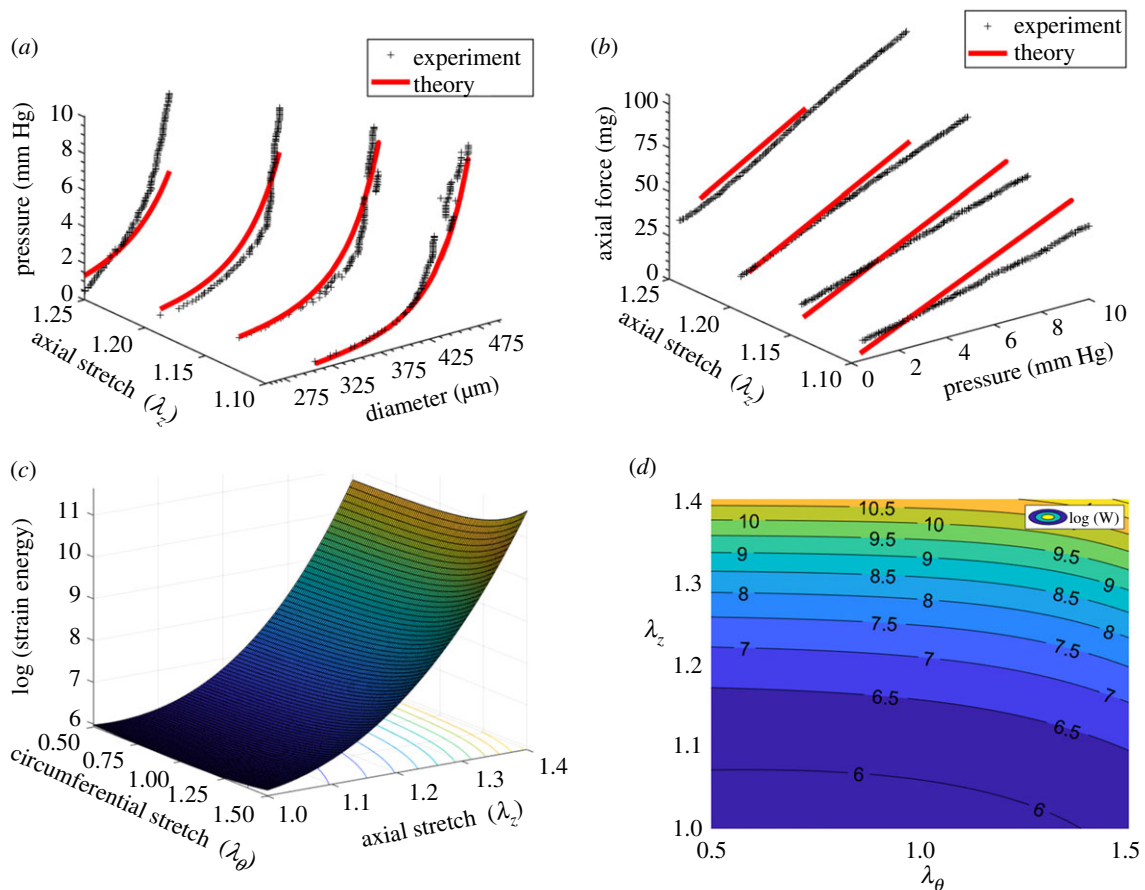 (a)
experiment
theory
pressure (mm Hg)
10
8
6
4
2
0
1.25
1.20
1.15
1.10
axial stretch (λz)
275
325
375
425
475
diameter (μm)
(b)
experiment
theory
axial force (mg)
100
75
50
25
0
1.25
1.20
1.15
1.10
axial stretch (λz)
0
2
4
6
8
10
pressure (mm Hg)
(c)
log (strain energy)
11
10
9
8
7
6
0.50
0.75
1.00
1.25
1.50
circumferential stretch (λθ)
1.0
1.1
1.2
1.3
1.4
axial stretch (λz)
(d)
log (W)
1.4
1.3
λz
1.2
1.1
1.0
0.5
1.0
1.5
λθ
10.5
10 10
9.5 9.5
9 9 9
8.5 8.5
8 8 8
7.5 7.5
7 7 7
6.5 6.5
6 6